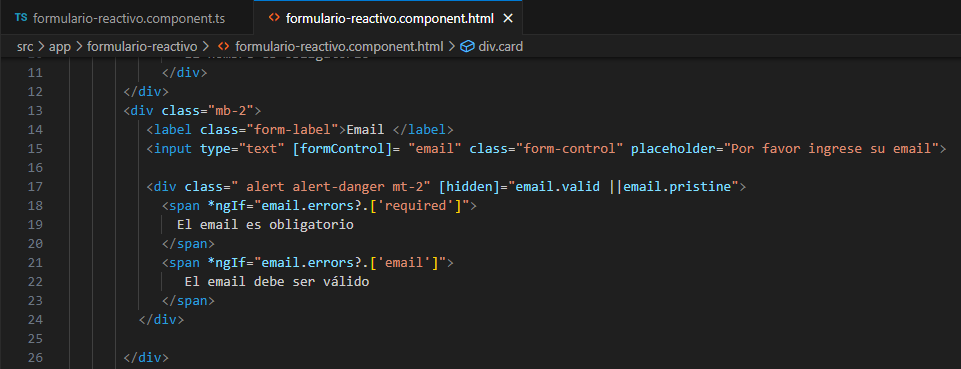 TS formulario-reactivo.component.ts <> formulario-reactivo.component.html ×
src > app > formulario-reactivo > <> formulario-reactivo.component.html > div.card
11 </div>
12 </div>
13 <div class="mb-2">
14 <label class="form-label">Email </label>
15 <input type="text" [formControl]= "email" class="form-control" placeholder="Por favor ingrese su email">
16
17 <div class=" alert alert-danger mt-2" [hidden]="email.valid ||email.pristine">
18 <span *ngIf="email.errors?.['required']">
19 El email es obligatorio
20 </span>
21 <span *ngIf="email.errors?.['email']">
22 El email debe ser válido
23 </span>
24 </div>
25
26 </div>